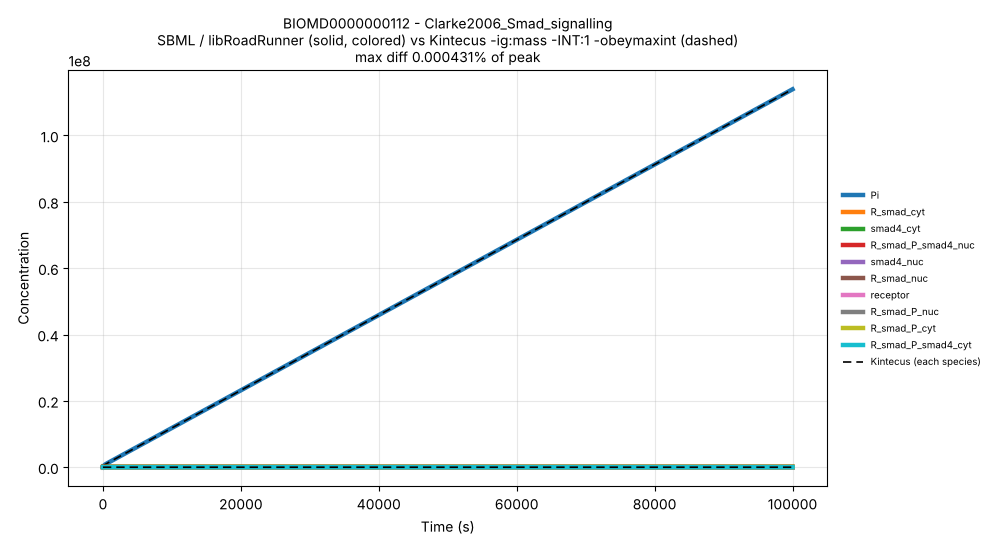 BIOMD0000000112 - Clarke2006_Smad_signalling
SBML / libRoadRunner (solid, colored) vs Kintecus -ig:mass -INT:1 -obeymaxint (dashed)
max diff 0.000431% of peak
1e8
1.0
0.8
0.6
0.4
0.2
0.0
Concentration
0 20000 40000 60000 80000 100000
Time (s)
Pi
R_smad_cyt
smad4_cyt
R_smad_P_smad4_nuc
smad4_nuc
R_smad_nuc
receptor
R_smad_P_nuc
R_smad_P_cyt
R_smad_P_smad4_cyt
Kintecus (each species)